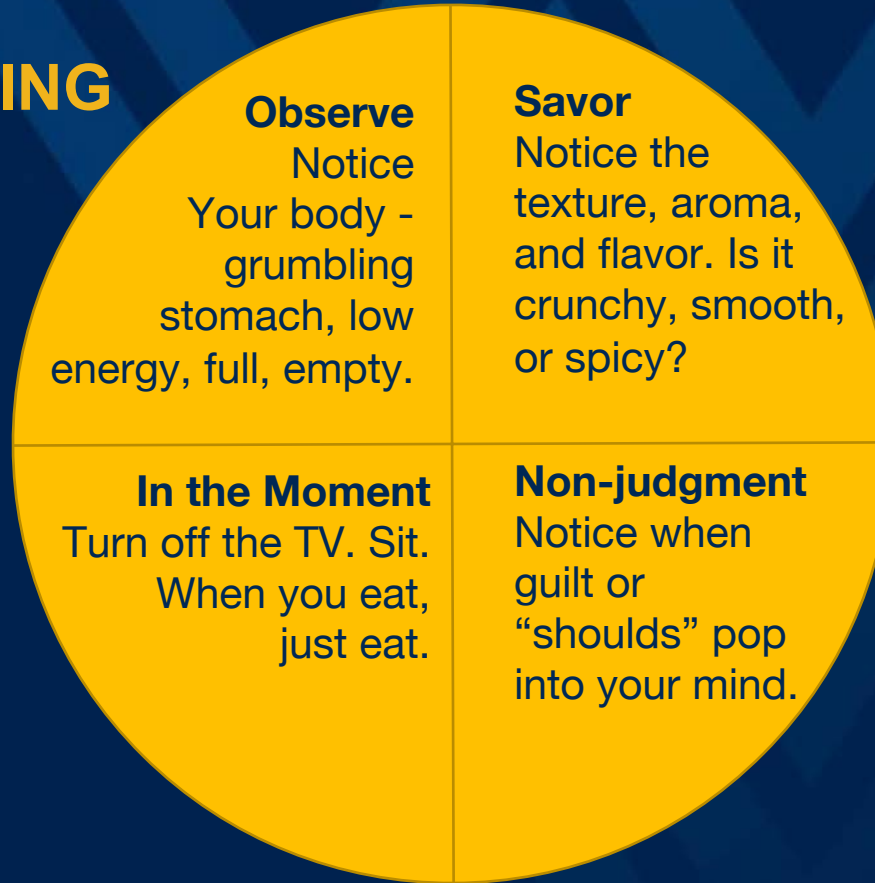 ING
Observe
Notice
Your body -
grumbling
stomach, low
energy, full, empty.
Savor
Notice the
texture, aroma,
and flavor. Is it
crunchy, smooth,
or spicy?
In the Moment
Turn off the TV. Sit.
When you eat,
just eat.
Non-judgment
Notice when
guilt or
“shoulds” pop
into your mind.